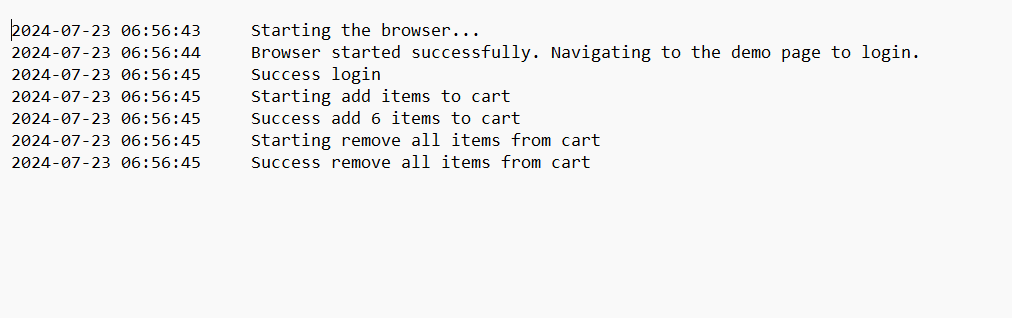 2024-07-23 06:56:43     Starting the browser...
2024-07-23 06:56:44     Browser started successfully. Navigating to the demo page to login.
2024-07-23 06:56:45     Success login
2024-07-23 06:56:45     Starting add items to cart
2024-07-23 06:56:45     Success add 6 items to cart
2024-07-23 06:56:45     Starting remove all items from cart
2024-07-23 06:56:45     Success remove all items from cart